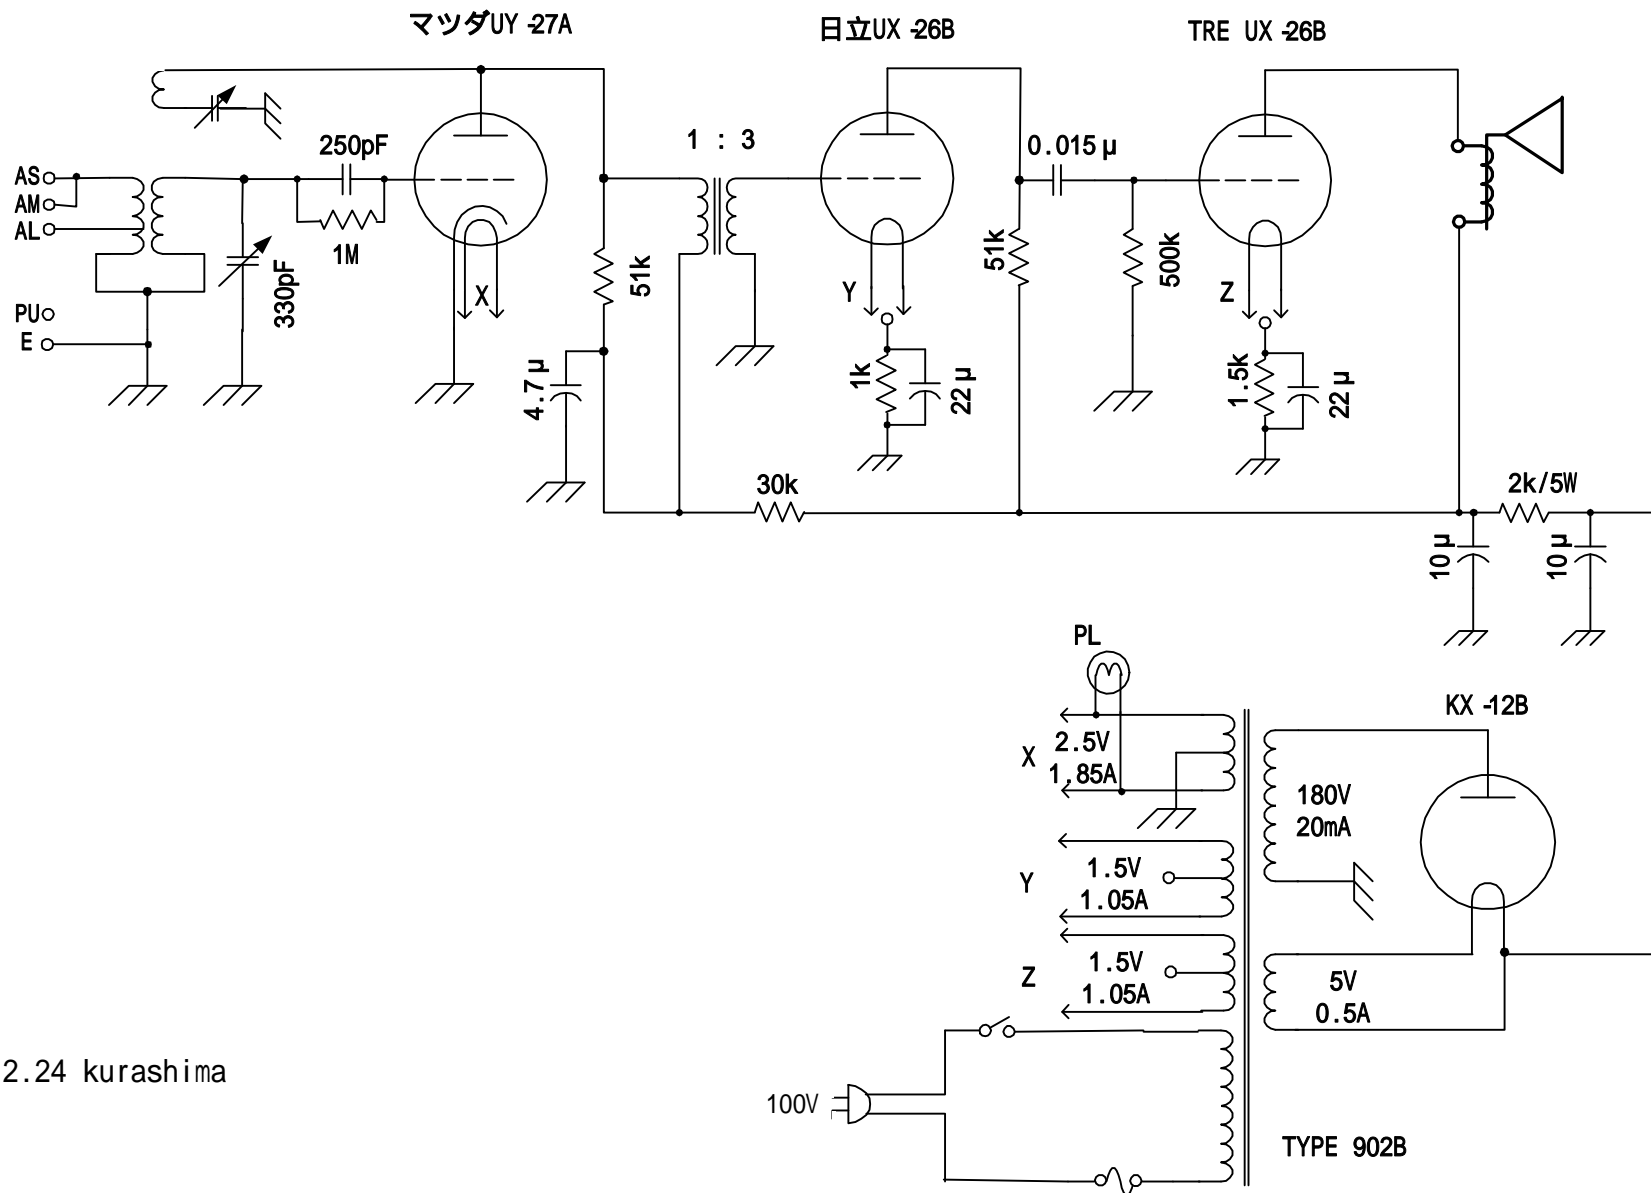 マツダUY-27A
日立UX-26B
TRE UX-26B
250pF
1 : 3
0.015μ
AS
AM
AL
1M
330pF
X
51k
Y
51k
500k
Z
PU
E
4.7μ
1k
22μ
1.5k
22μ
30k
2k/5W
10μ
10μ
PL
KX-12B
X
2.5V
1.85A
180V
20mA
Y
1.5V
1.05A
Z
1.5V
1.05A
5V
0.5A
2.24 kurashima
100V
TYPE 902B